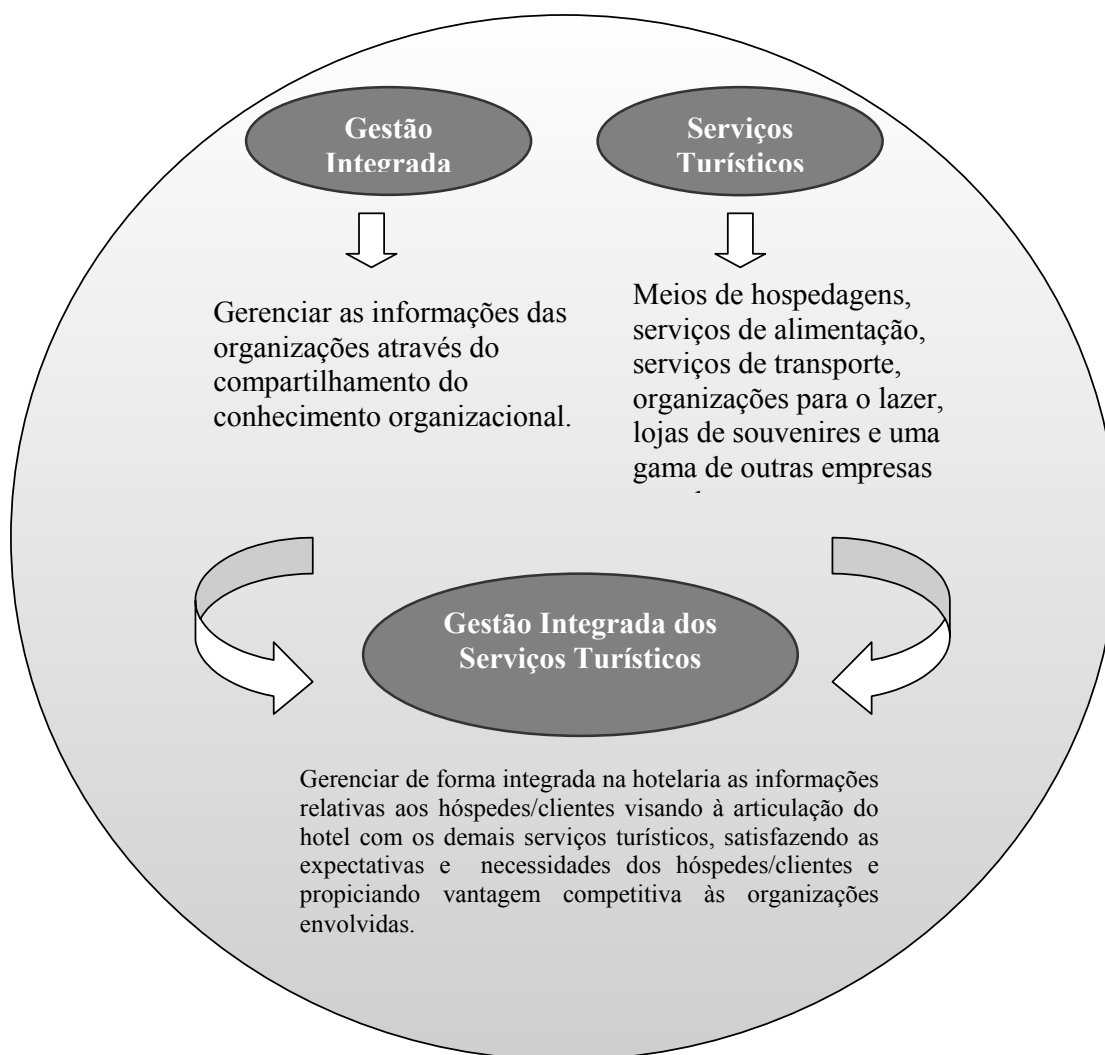 Gestão
Integrada
Serviços
Turísticos
Gerenciar as informações das
organizações através do
compartilhamento do
conhecimento organizacional.
Meios de hospedagens,
serviços de alimentação,
serviços de transporte,
organizações para o lazer,
lojas de souvenires e uma
gama de outras empresas
Gestão Integrada dos
Serviços Turísticos
Gerenciar de forma integrada na hotelaria as informações
relativas aos hóspedes/clientes visando à articulação do
hotel com os demais serviços turísticos, satisfazendo as
expectativas e necessidades dos hóspedes/clientes e
propiciando vantagem competitiva às organizações
envolvidas.